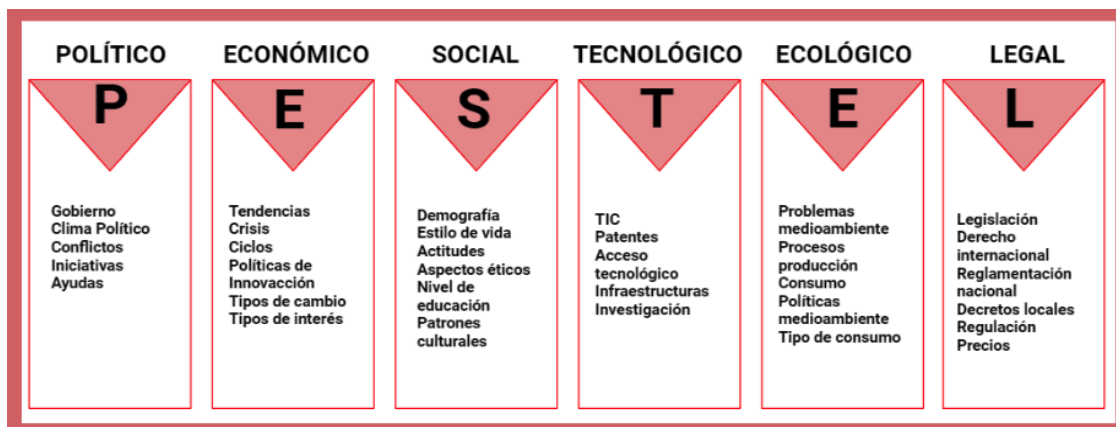 POLÍTICO
P
Gobierno
Clima Político
Conflictos
Iniciativas
Ayudas
ECONÓMICO
E
Tendencias
Crisis
Ciclos
Políticas de
Innovacción
Tipos de cambio
Tipos de interés
SOCIAL
S
Demografía
Estilo de vida
Actitudes
Aspectos éticos
Nivel de
educación
Patrones
culturales
TECNOLÓGICO
T
TIC
Patentes
Acceso
tecnológico
Infraestructuras
Investigación
ECOLÓGICO
E
Problemas
medioambiente
Procesos
producción
Consumo
Políticas
medioambiente
Tipo de consumo
LEGAL
L
Legislación
Derecho
internacional
Reglamentación
nacional
Decretos locales
Regulación
Precios